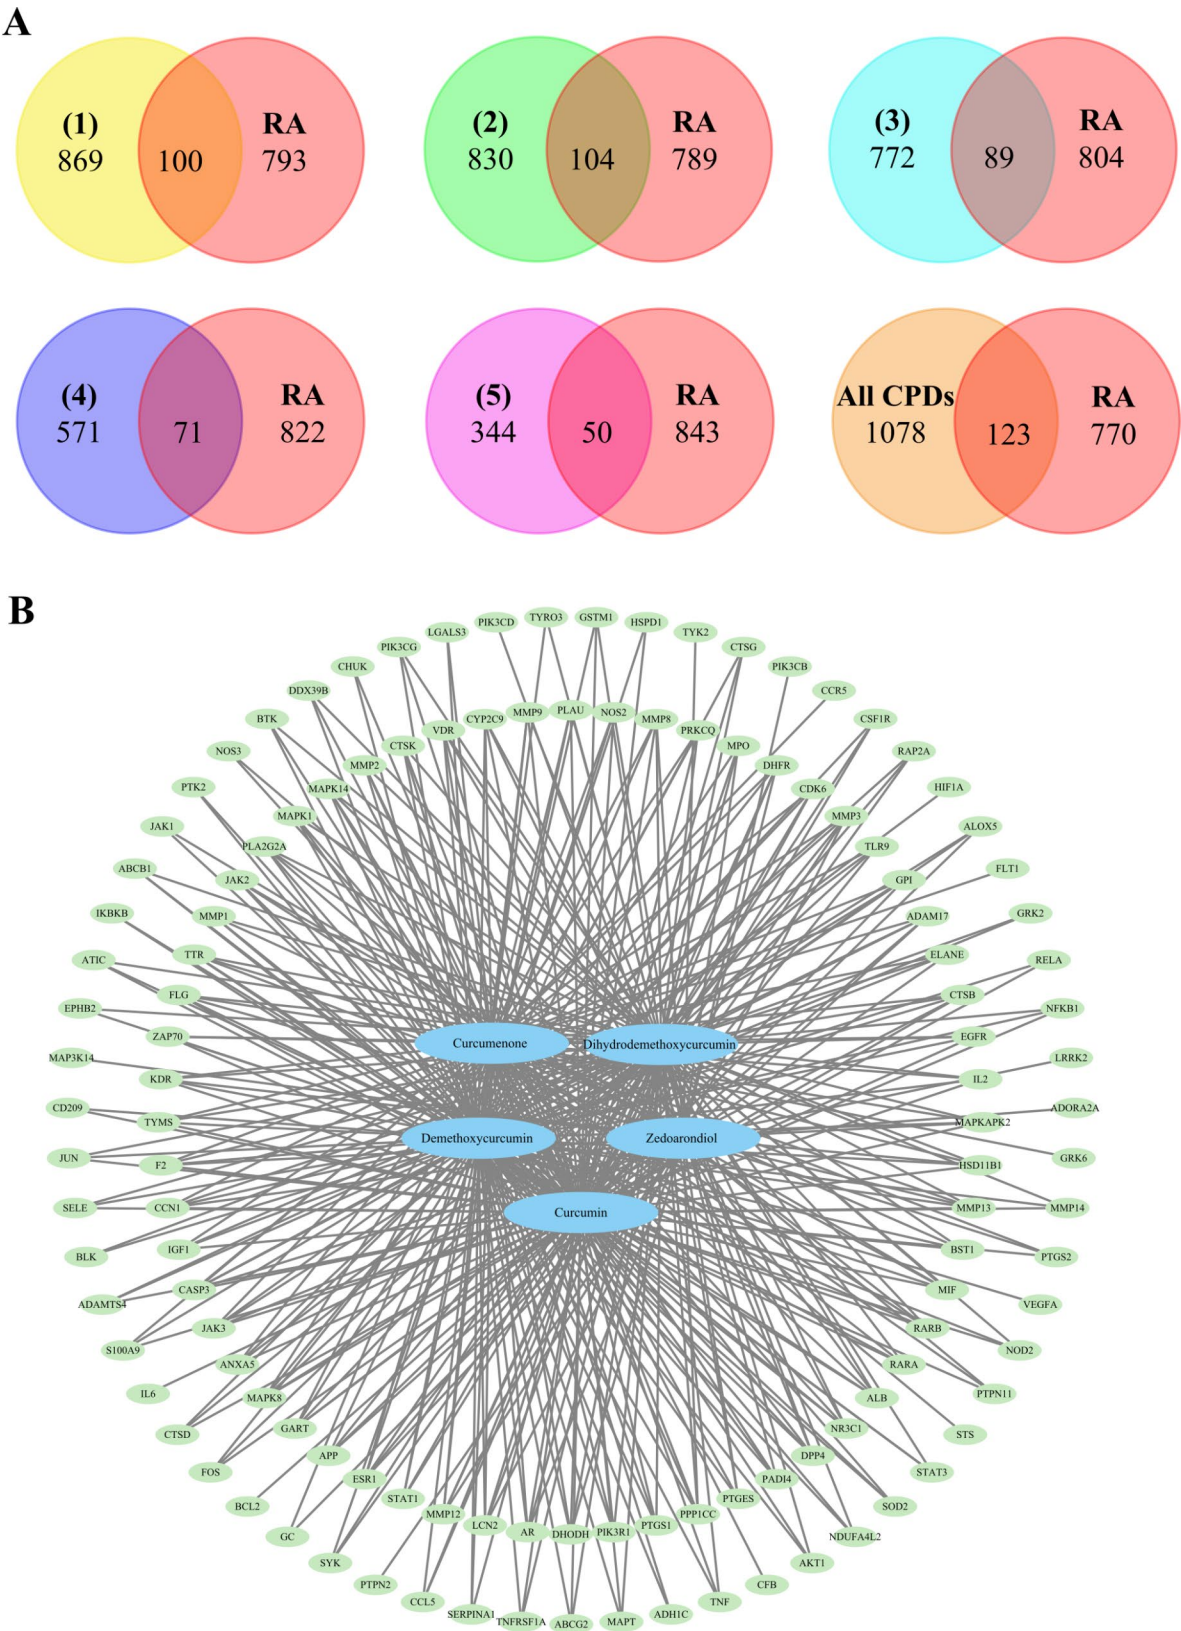 A
(1) RA
869 100 793
(2) RA
830 104 789
(3) RA
772 89 804
(4) RA
571 71 822
(5) RA
344 50 843
All CPDs RA
1078 123 770
B
PIK3CD
TYRO3
GSTM1
HSPD1
TYK2
CTSG
PIK3CB
CCR5
CSF1R
RAP2A
HIF1A
ALOX5
FLT1
GRK2
RELA
NFKB1
LRRK2
ADORA2A
GRK6
MMP14
PTGS2
VEGFA
NOD2
PTPN11
STS
STAT3
SOD2
NDUFA4L2
AKT1
CFB
TNF
ADH1C
MAPT
ABCG2
TNFRSF1A
SERPINA1
CCL5
PTPN2
SYK
GC
BCL2
FOS
CTSD
IL6
S100A9
ADAMTS4
BLK
SELE
JUN
CD209
MAP3K14
EPHB2
ATIC
IKBKB
ABCB1
JAK1
PTK2
NOS3
BTK
DDX39B
CHUK
PIK3CG
LGALS3
CYP2C9
MMP9
PLAU
NOS2
MMP8
PRKCQ
MPO
DHFR
CDK6
MMP3
TLR9
GPI
ADAM17
ELANE
CTSB
EGFR
IL2
MAPKAPK2
HSD11B1
MMP13
BST1
MIF
RARB
RARA
ALB
NR3C1
DPP4
PADI4
PTGES
PPP1CC
PTGS1
PIK3R1
DHODH
AR
LCN2
MMP12
STAT1
ESR1
APP
GART
MAPK8
ANXA5
JAK3
CASP3
IGF1
CCN1
F2
TYMS
KDR
ZAP70
FLG
TTR
MMP1
JAK2
PLA2G2A
MAPK1
MAPK14
MMP2
CTSK
VDR
Curcumenone
Dihydrodemethoxycurcumin
Demethoxycurcumin
Zedoarondiol
Curcumin